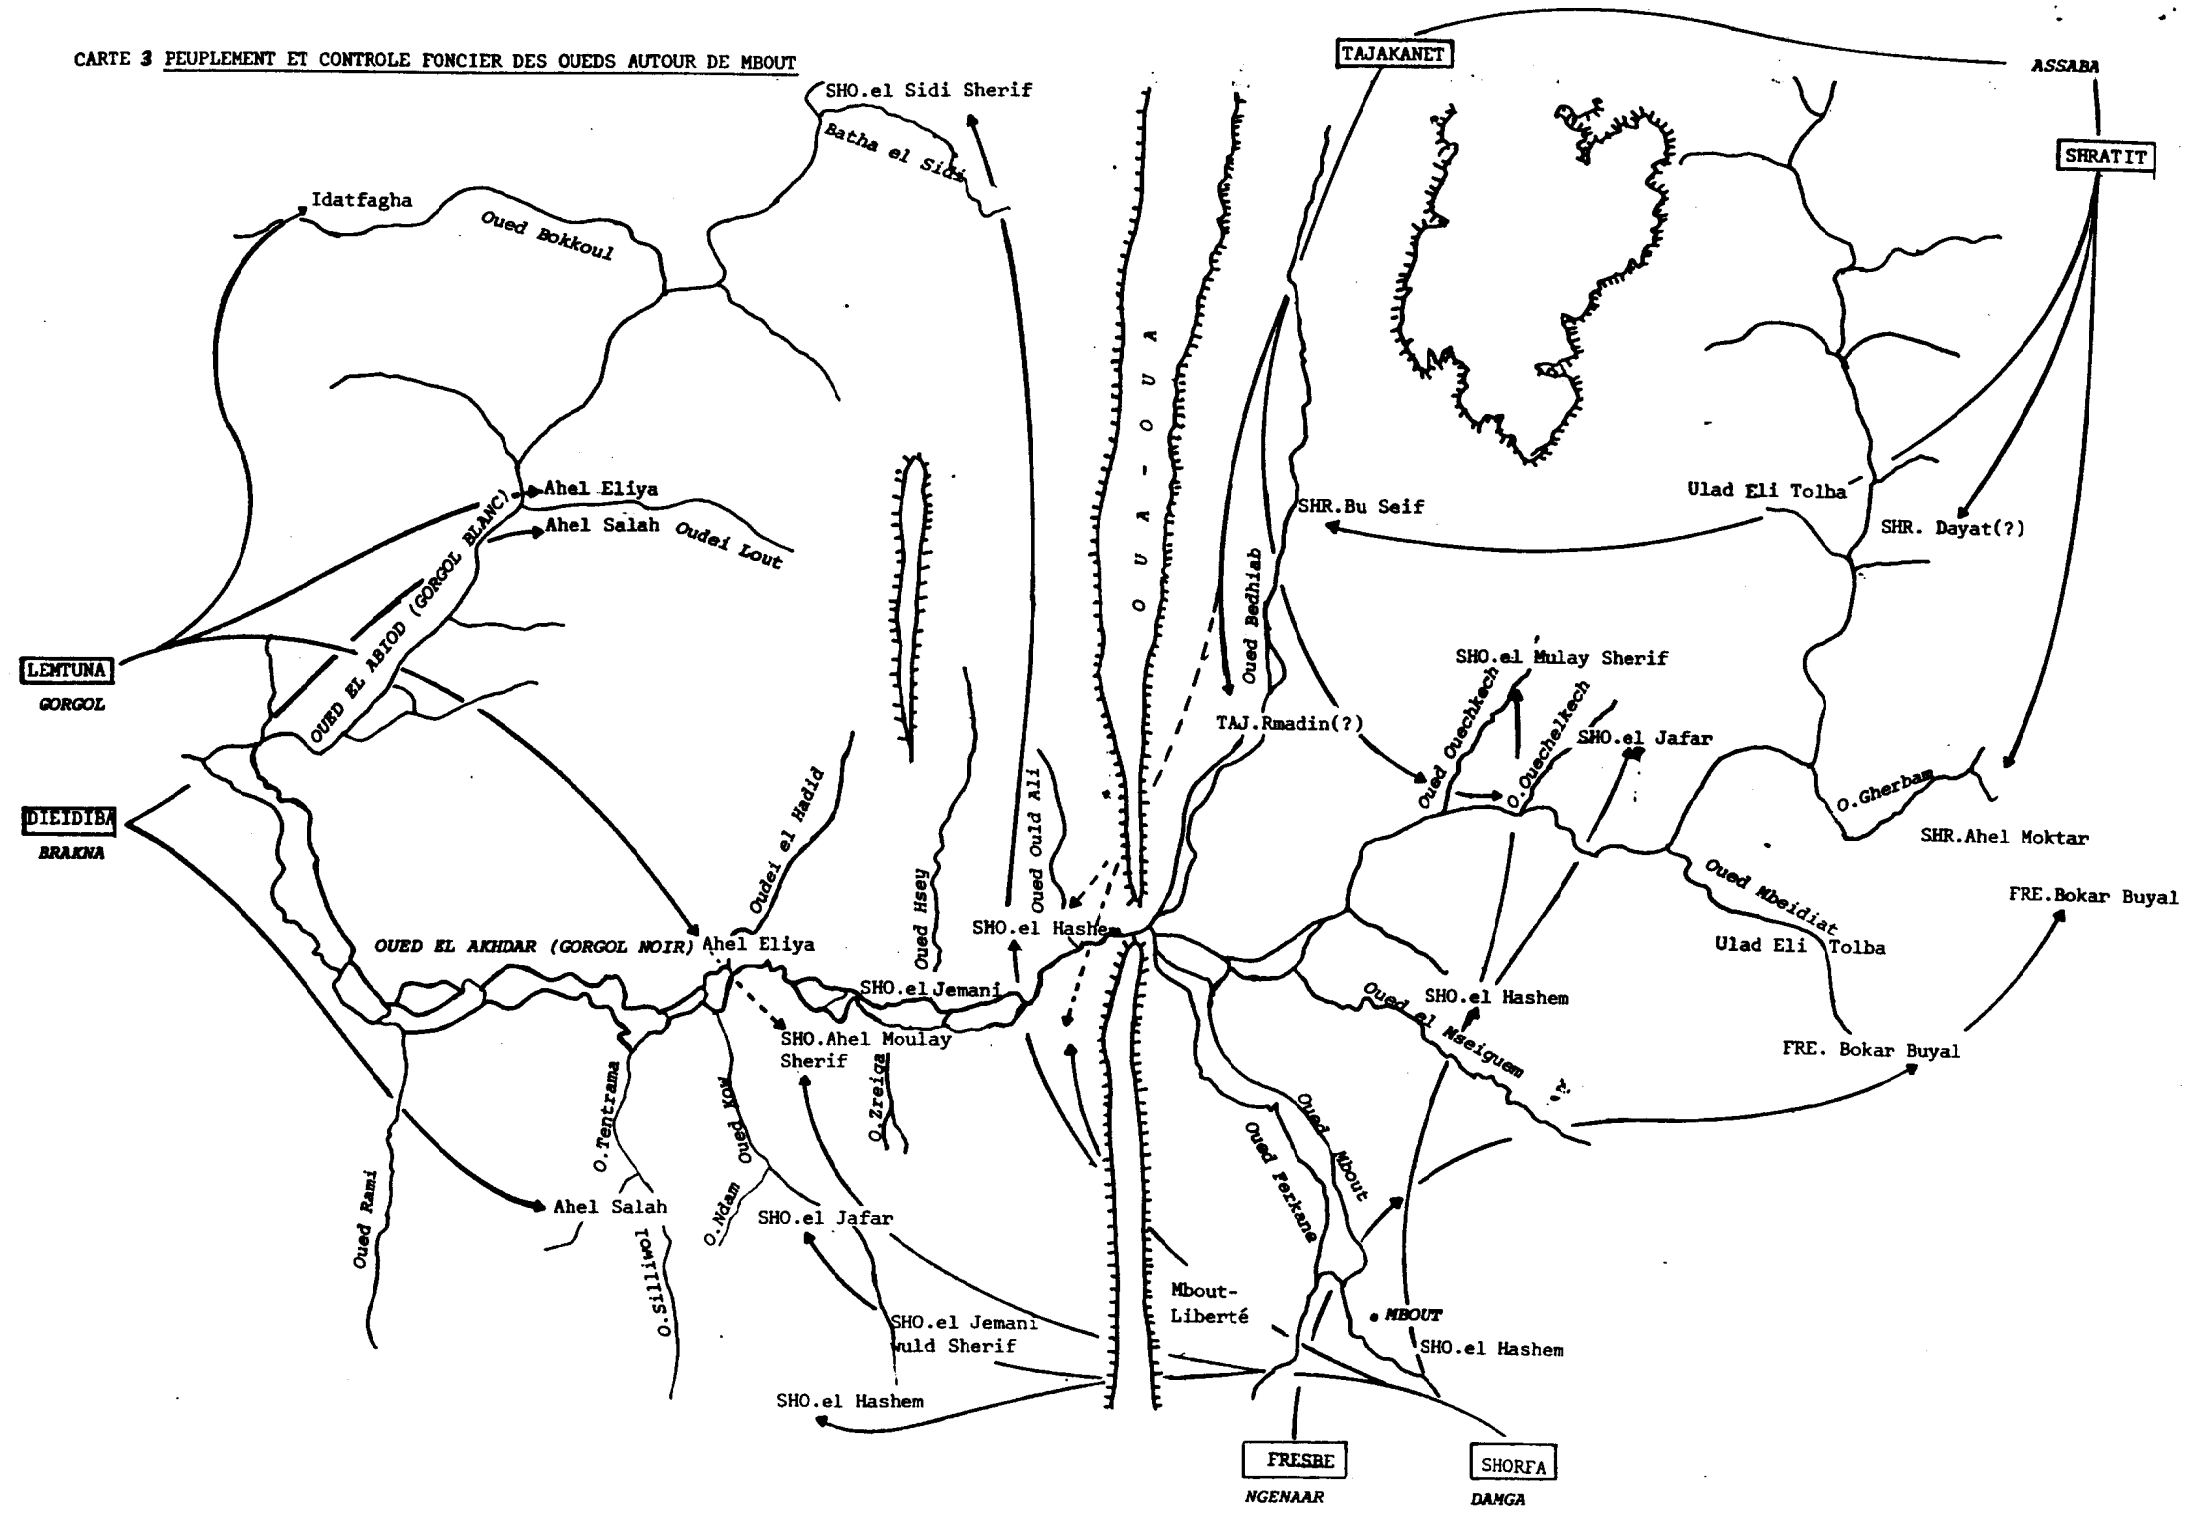 CARTE 3 PEUPLEMENT ET CONTROLE FONCIER DES OUEDS AUTOUR DE MBOUT
TAJAKANET
ASSABA
SHRATIT
SHO.el Sidi Sherif
Batha el Sidi
Idatfagha
Oued Bokkoul
OUA-OUA
Ahel Eliya
Ahel Salah
Oudei Lout
OUED EL ABIOD (GORGOL BLANC)
LEMTUNA
GORGOL
DIEIDIBA
BRAKNA
SHR.Bu Seif
Ulad Eli Tolba
SHR. Dayat(?)
Oued Bedhiab
TAJ.Rmadin(?)
SHO.el Mulay Sherif
Oued Ouechkech
O.Ouechelkech
SHO.el Jafar
O.Gherbam
SHR.Ahel Moktar
Oued Mbeidiat
FRE.Bokar Buyal
Ulad Eli Tolba
FRE. Bokar Buyal
Oudei el Hadid
Oued Hsey
Oued Ould Ali
SHO.el Hashem
OUED EL AKHDAR (GORGOL NOIR)
Ahel Eliya
SHO.el Jemani
SHO.Ahel Moulay
Sherif
SHO.el Hashem
Oued el Mseiguem
?
O.Tentrama
Oued Kow
O.Zreiga
Oued Rami
Ahel Salah
O.Ndam
O.Silliwol
SHO.el Jafar
Oued Mbout
Oued Ferkane
SHO.el Jemani
wuld Sherif
SHO.el Hashem
Mbout-
Liberté
MBOUT
SHO.el Hashem
FRESBE
NGENAAR
SHORFA
DAMGA